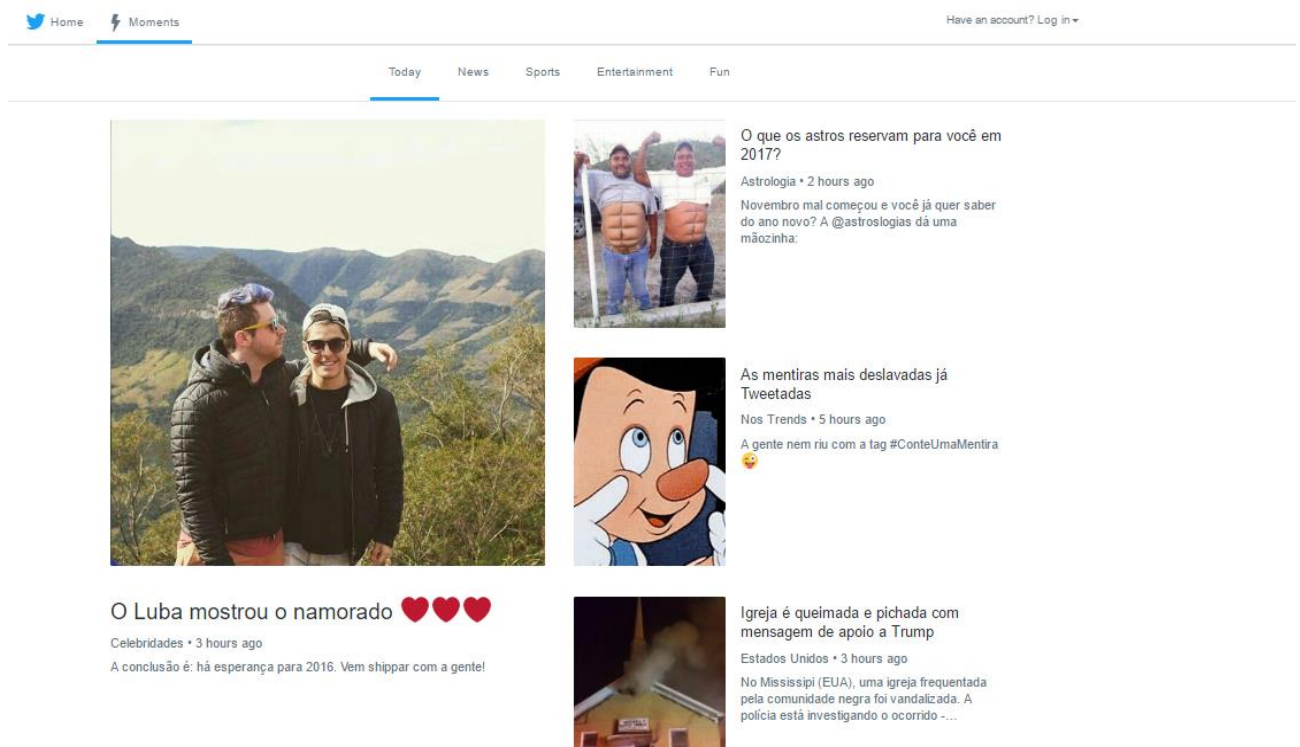 Home
Moments
Have an account? Log in
Today
News
Sports
Entertainment
Fun
O Luba mostrou o namorado ❤❤❤
Celebridades • 3 hours ago
A conclusão é: há esperança para 2016. Vem shippar com a gente!
O que os astros reservam para você em
2017?
Astrologia • 2 hours ago
Novembro mal começou e você já quer saber
do ano novo? A @astroslogias dá uma
mãozinha:
As mentiras mais deslavadas já
Tweetadas
Nos Trends • 5 hours ago
A gente nem riu com a tag #ConteUmaMentira
😜
Igreja é queimada e pichada com
mensagem de apoio a Trump
Estados Unidos • 3 hours ago
No Mississipi (EUA), uma igreja frequentada
pela comunidade negra foi vandalizada. A
polícia está investigando o ocorrido -...